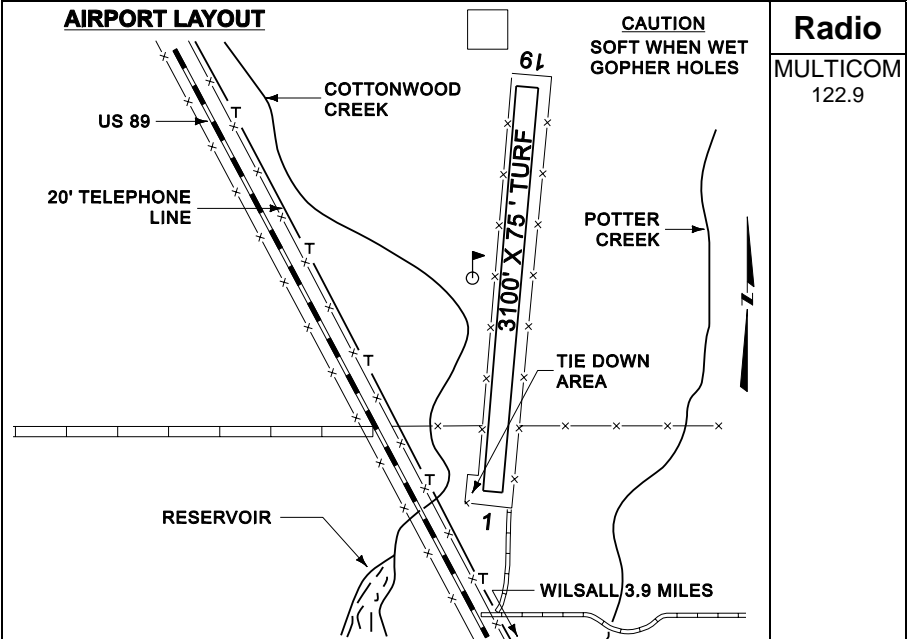 AIRPORT LAYOUT
CAUTION
SOFT WHEN WET
GOPHER HOLES
Radio
MULTICOM
122.9
19
COTTONWOOD
CREEK
US 89
T
3100' X 75 ' TURF
20' TELEPHONE
LINE
POTTER
CREEK
T
N
T
TIE DOWN
AREA
T
RESERVOIR
1
T
WILSALL 3.9 MILES